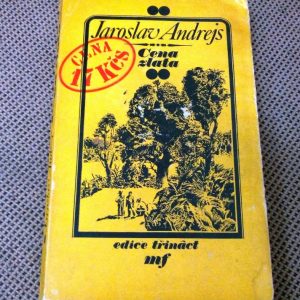 Jaroslav Andrejs
Cena
zlata
CENA
17 Kčs
edice třináct
mf